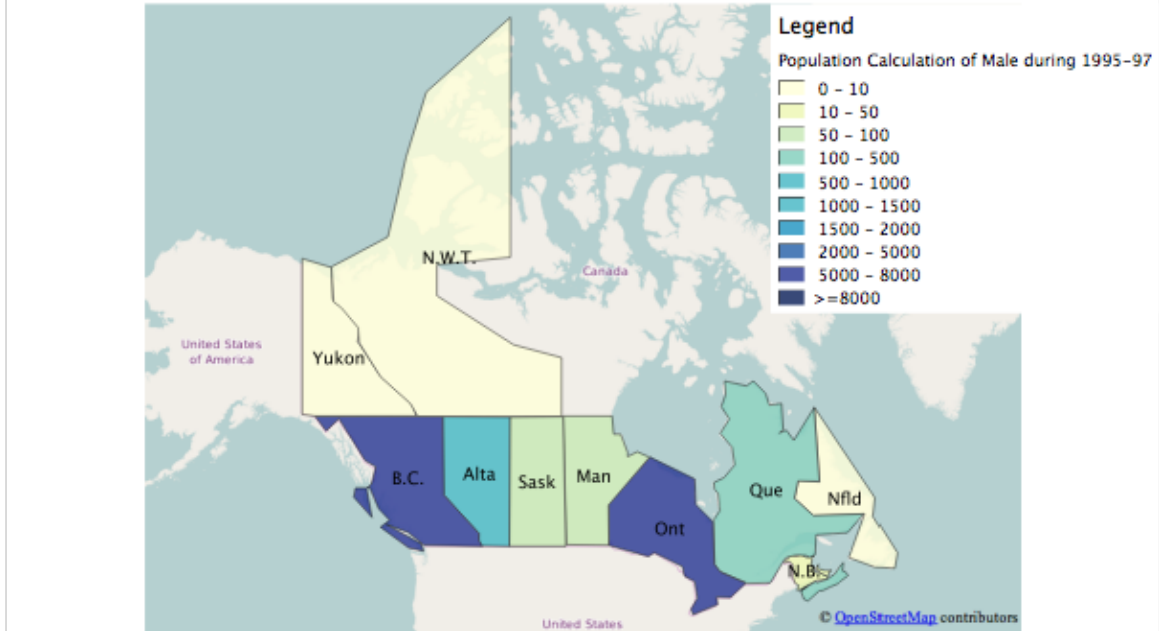 Legend
Population Calculation of Male during 1995-97
0 - 10
10 - 50
50 - 100
100 - 500
500 - 1000
1000 - 1500
1500 - 2000
2000 - 5000
5000 - 8000
>=8000
N.W.T.
Canada
United States
of America
Yukon
B.C.
Alta
Sask
Man
Ont
Que
Nfld
N.B.
United States
© OpenStreetMap contributors